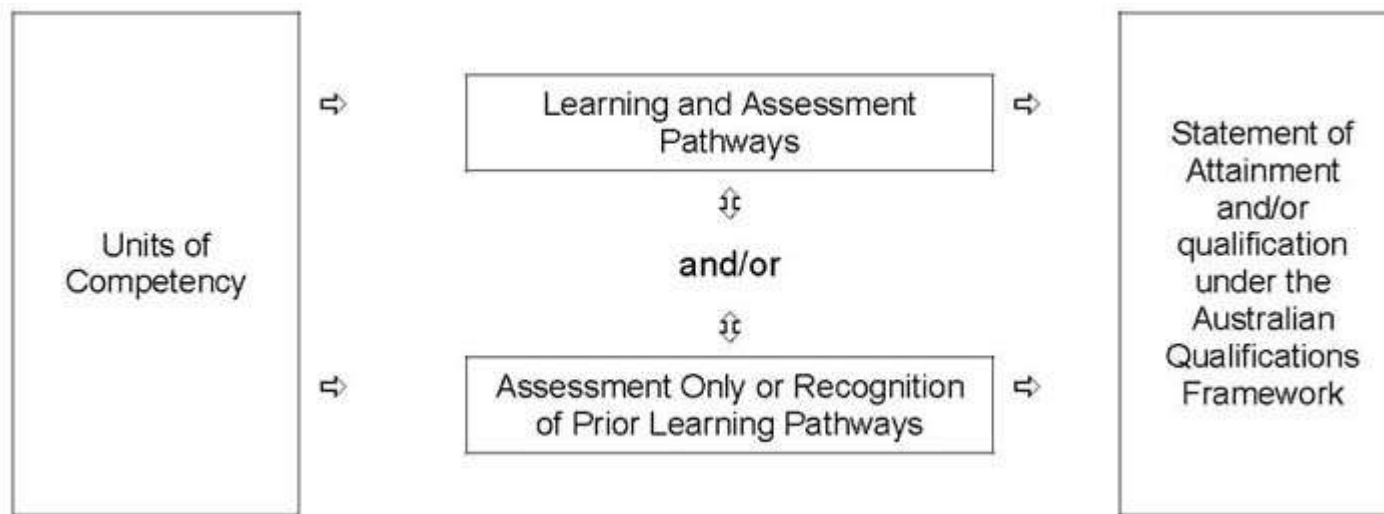 Units of
Competency
Learning and Assessment
Pathways
and/or
Assessment Only or Recognition
of Prior Learning Pathways
Statement of
Attainment
and/or
qualification
under the
Australian
Qualifications
Framework